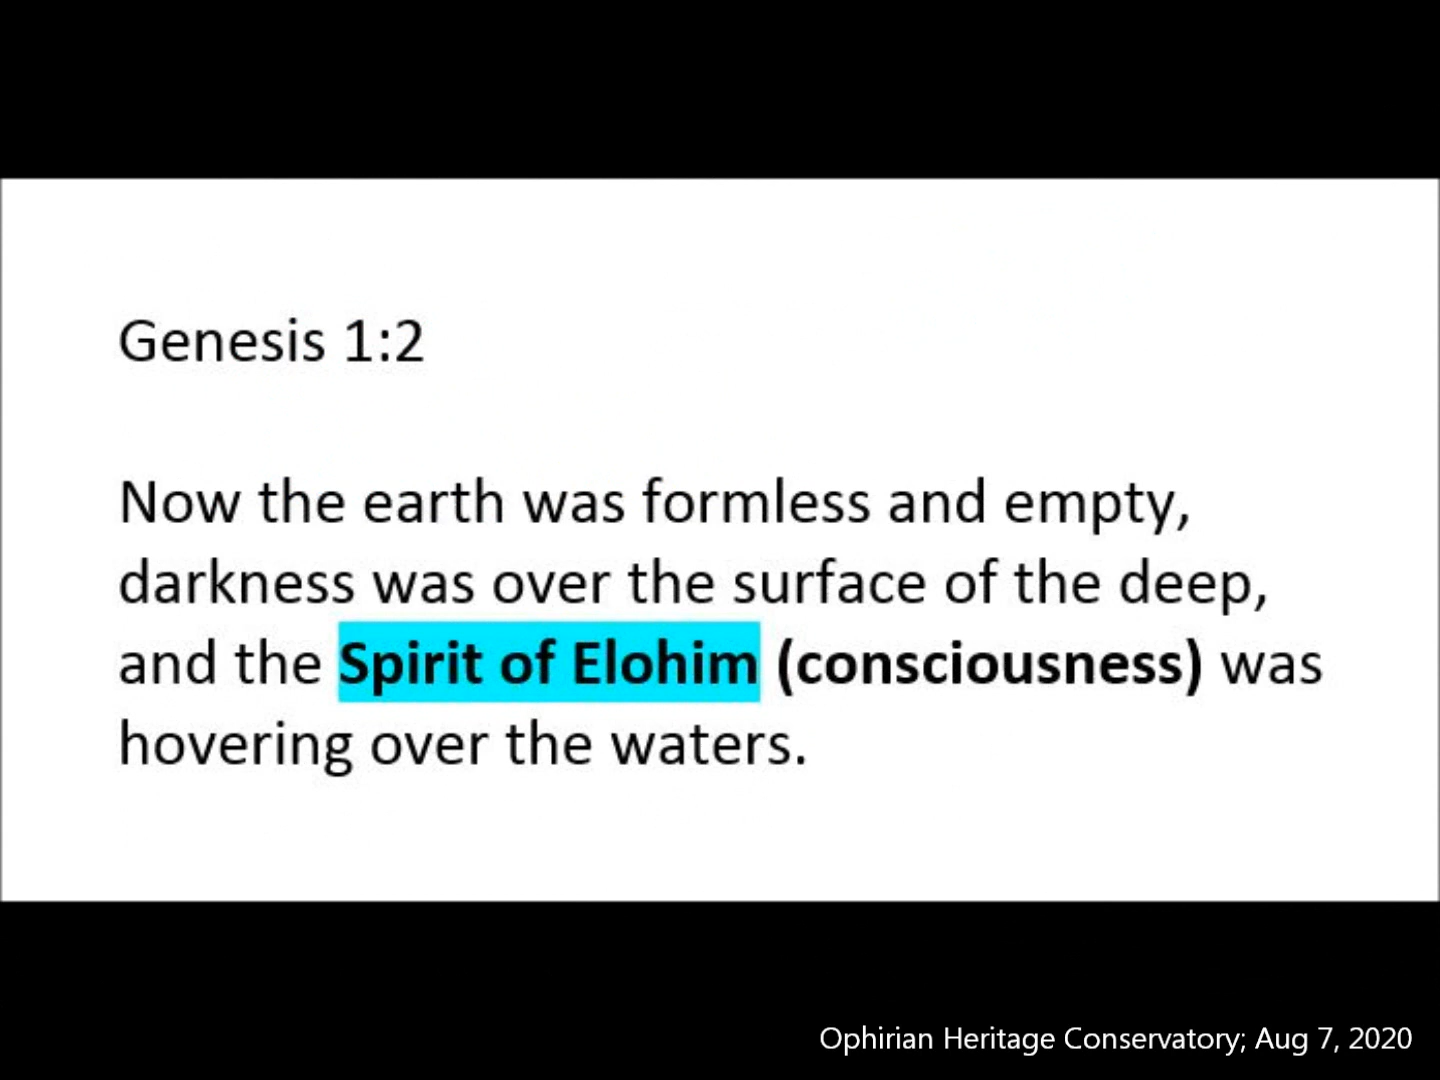 Genesis 1:2
Now the earth was formless and empty,
darkness was over the surface of the deep,
and the Spirit of Elohim (consciousness) was
hovering over the waters.
Ophirian Heritage Conservatory; Aug 7, 2020